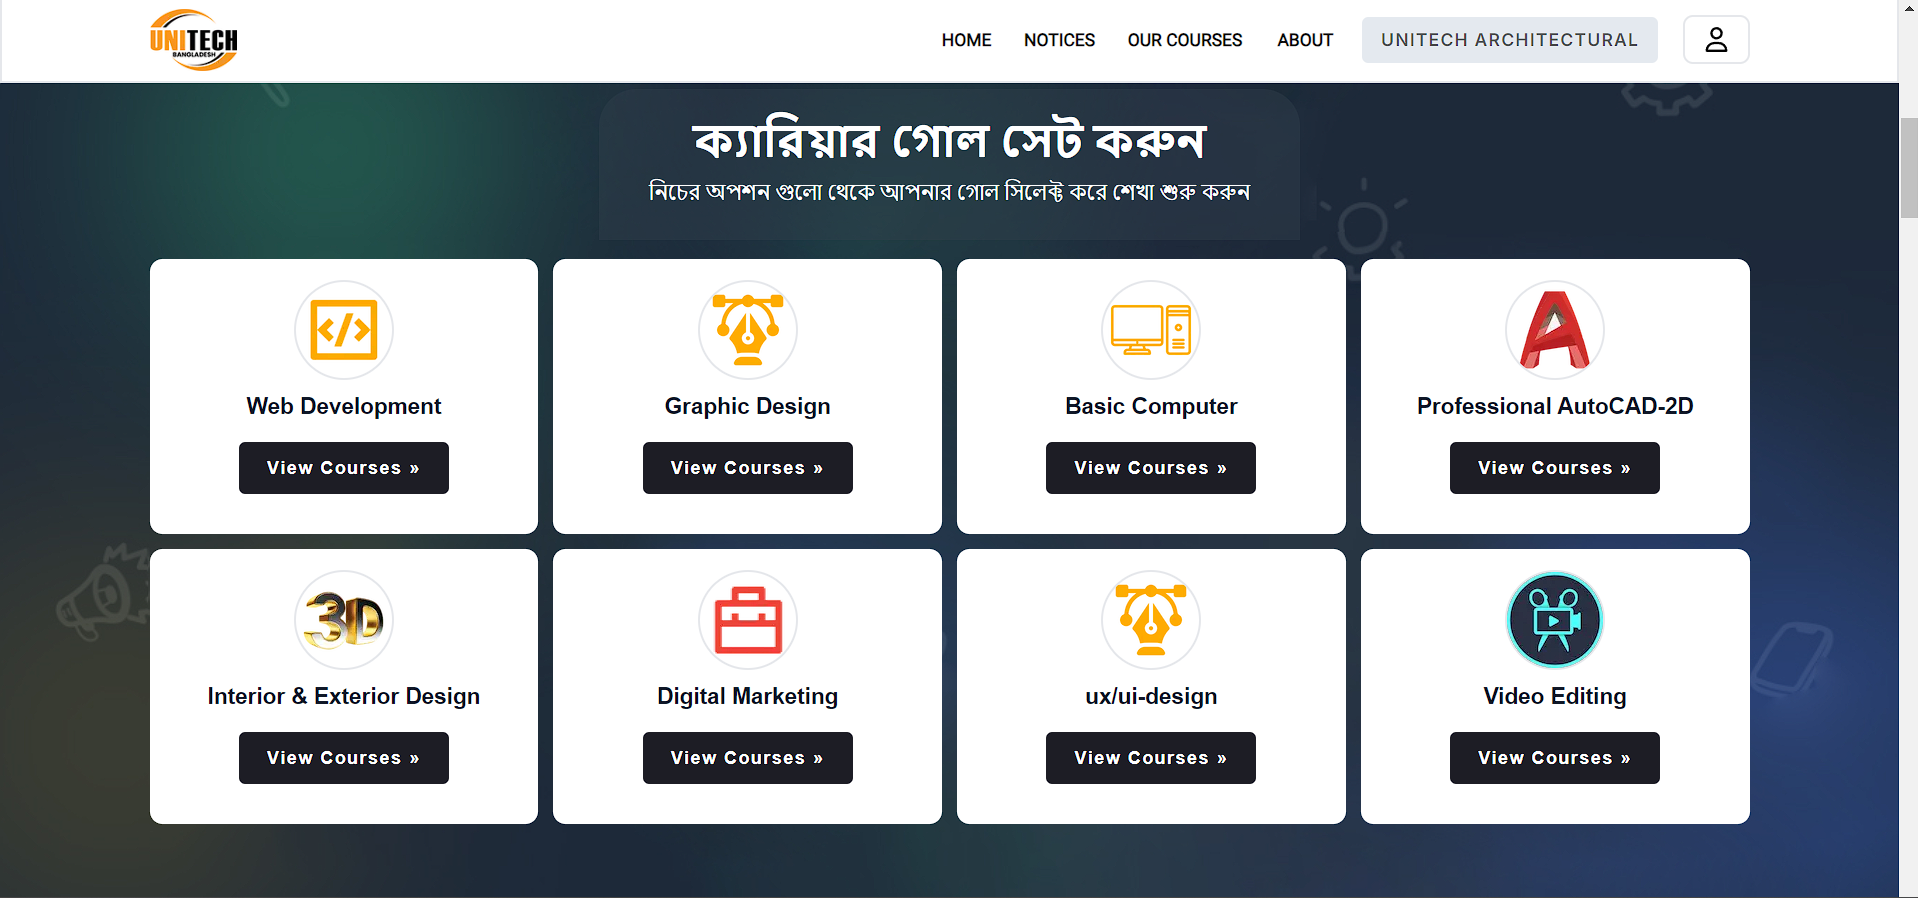 UNITECH
BANGLADESH
HOME NOTICES OUR COURSES ABOUT UNITECH ARCHITECTURAL
ক্যারিয়ার গোল সেট করুন
নিচের অপশন গুলো থেকে আপনার গোল সিলেক্ট করে শেখা শুরু করুন
Web Development
View Courses »
Graphic Design
View Courses »
Basic Computer
View Courses »
Professional AutoCAD-2D
View Courses »
3D
Interior & Exterior Design
View Courses »
Digital Marketing
View Courses »
ux/ui-design
View Courses »
Video Editing
View Courses »